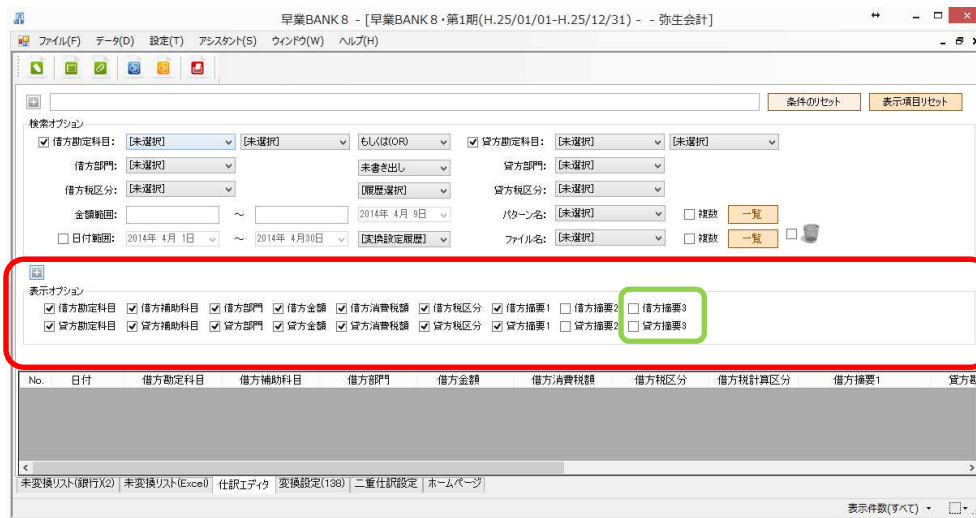 早業BANK 8 - [早業BANK 8・第1期(H.25/01/01-H.25/12/31) - - 弥生会計]
ファイル(F) データ(D) 設定(T) アシスタント(S) ウィンドウ(W) ヘルプ(H)
条件のリセット 表示項目リセット
検索オプション
借方勘定科目: [未選択] [未選択] もしくは(OR) 貸方勘定科目: [未選択] [未選択]
借方部門: [未選択] 未書き出し 貸方部門: [未選択]
借方税区分: [未選択] [履歴選択] 貸方税区分: [未選択]
金額範囲: ～ 2014年 4月 9日 パターン名: [未選択] 複数 一覧
日付範囲: 2014年 4月 1日 ～ 2014年 4月30日 [変換設定履歴] ファイル名: [未選択] 複数 一覧
表示オプション
借方勘定科目 借方補助科目 借方部門 借方金額 借方消費税額 借方税区分 借方摘要1 借方摘要2 借方摘要3
貸方勘定科目 貸方補助科目 貸方部門 貸方金額 貸方消費税額 貸方税区分 貸方摘要1 貸方摘要2 貸方摘要3
No. 日付 借方勘定科目 借方補助科目 借方部門 借方金額 借方消費税額 借方税区分 借方税計算区分 借方摘要1 貸方勘
未変換リスト(銀行)(2) 未変換リスト(Excel) 仕訳エディタ 変換設定(138) 二重仕訳設定 ホームページ
表示件数(すべて)